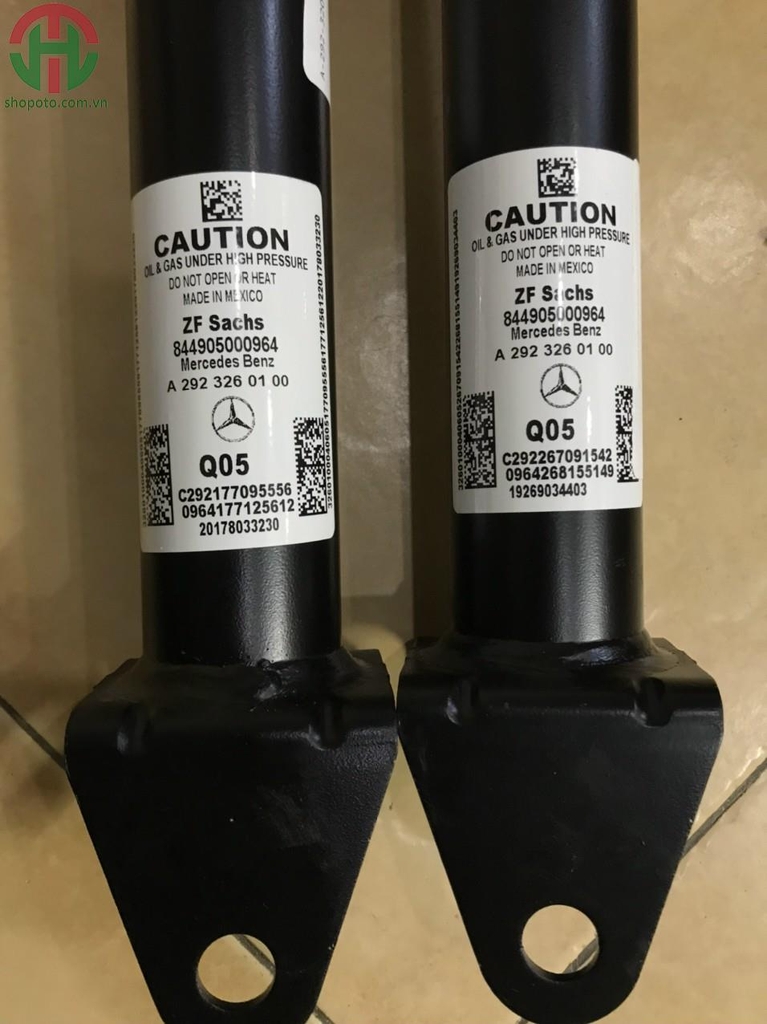 shopoto.com.vn
CAUTION
OIL & GAS UNDER HIGH PRESSURE
DO NOT OPEN OR HEAT
MADE IN MEXICO
ZF Sachs
844905000964
Mercedes Benz
A 292 326 01 00
Q05
C292177095556
0964177125612
20178033230
CAUTION
OIL & GAS UNDER HIGH PRESSURE
DO NOT OPEN OR HEAT
MADE IN MEXICO
ZF Sachs
844905000964
Mercedes Benz
A 292 326 01 00
Q05
C292267091542
0964268155149
19269034403